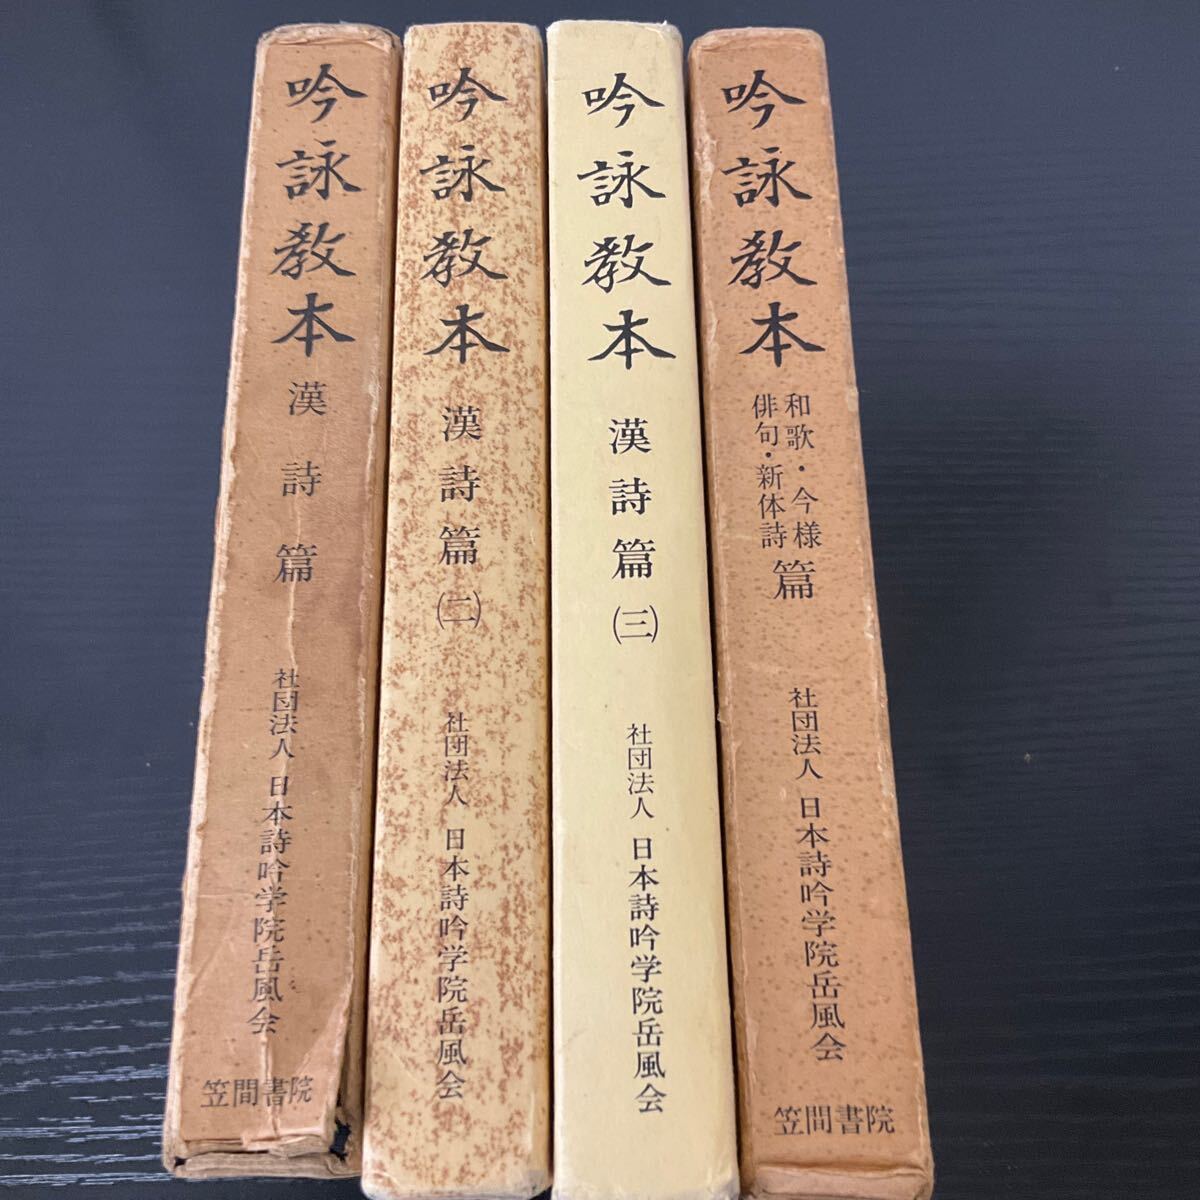 吟詠教本
漢詩篇
社団法人 日本詩吟学院岳風会
笠間書院
吟詠教本
漢詩篇
(二)
社団法人 日本詩吟学院岳風会
吟詠教本
漢詩篇
(三)
社団法人 日本詩吟学院岳風会
吟詠教本
和歌・今様
俳句・新体詩
篇
社団法人 日本詩吟学院岳風会
笠間書院